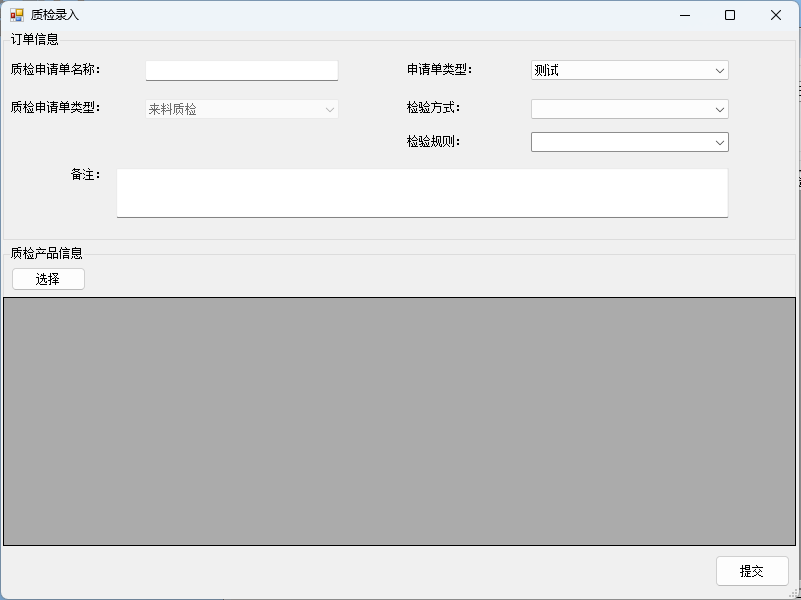 质检录入
订单信息
质检申请单名称：
申请单类型：
测试
质检申请单类型：
来料质检
检验方式：
检验规则：
备注：
质检产品信息
选择
提交